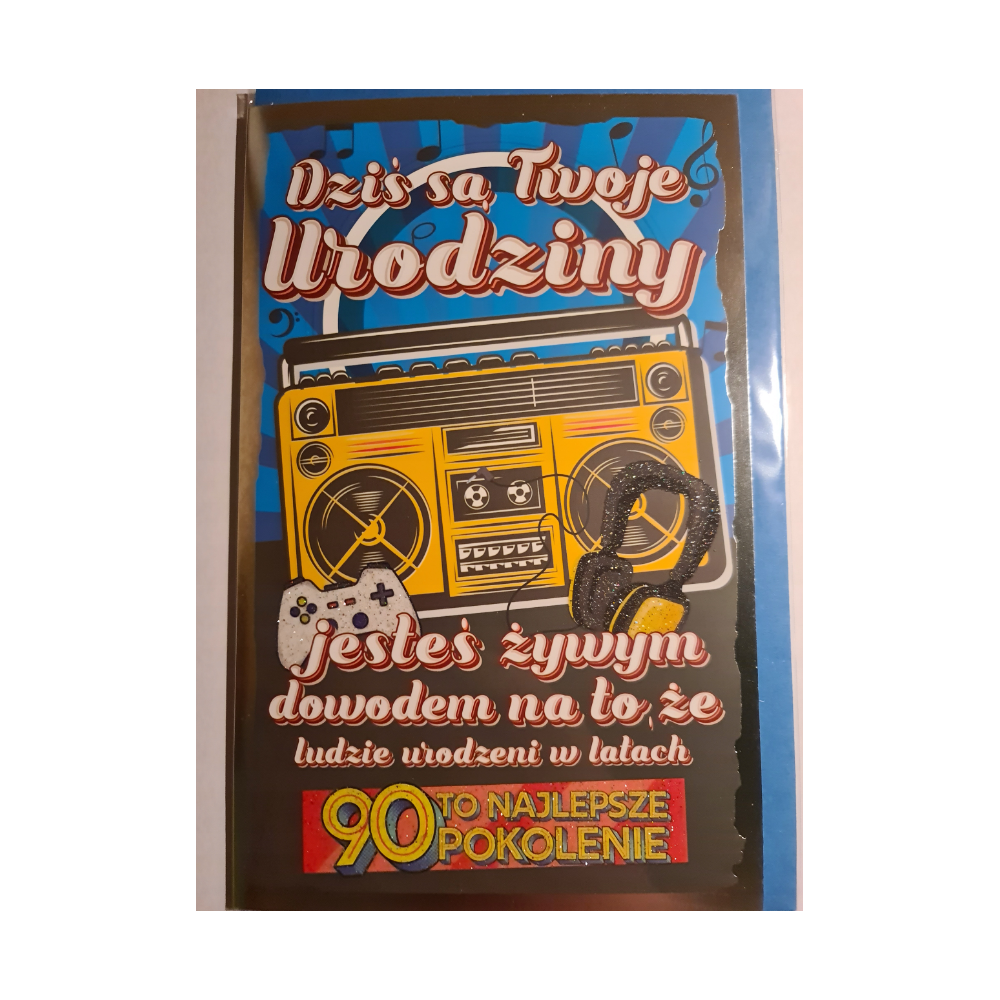 Dziś są Twoje
Urodziny
jesteś żywym
dowodem na to, że
ludzie urodzeni w latach
90 TO NAJLEPSZE
POKOLENIE